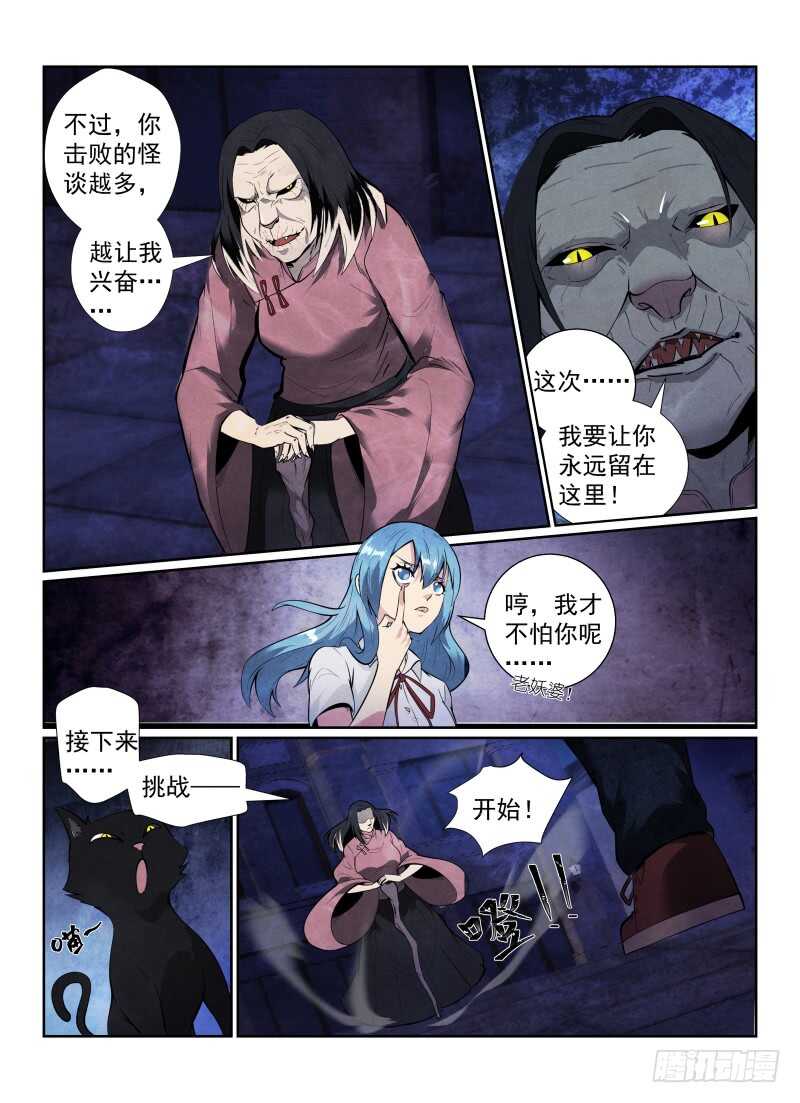 不过，你
击败的怪
谈越多，
越让我
兴奋……
这次……
我要让你
永远留在
这里！
哼，我才
不怕你呢
……
老妖婆！
接下来
……
挑战——
喵~
开始！
噔!!
腾讯动漫